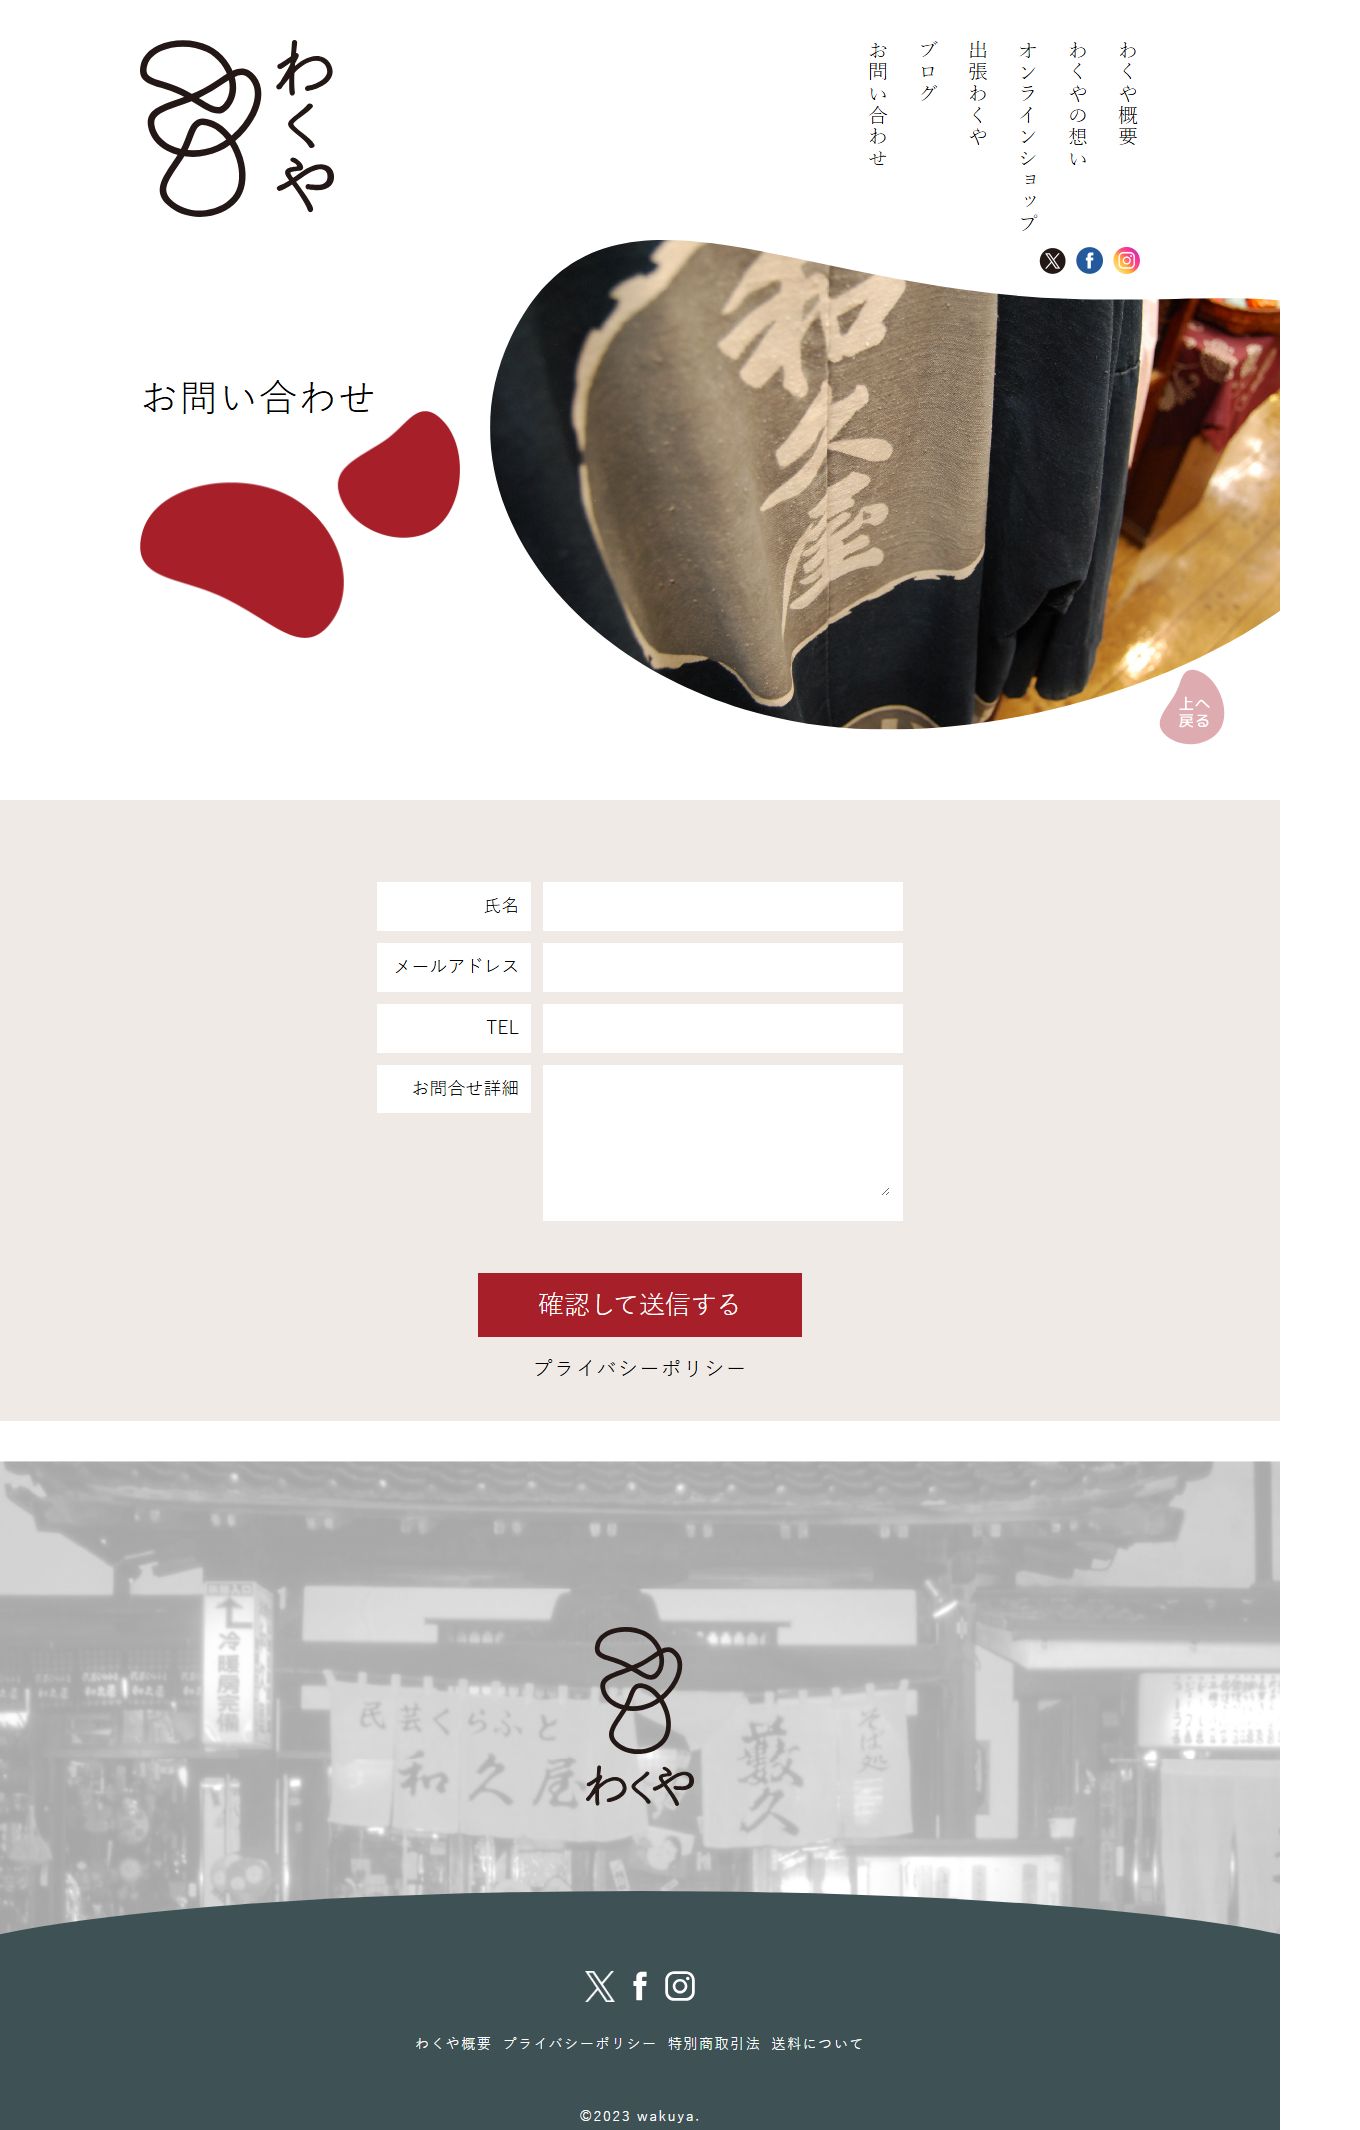 わくや
わくや概要
わくやの想い
オンラインショップ
出張わくや
ブログ
お問い合わせ
お問い合わせ
和久屋
上へ
戻る
氏名
メールアドレス
TEL
お問合せ詳細
確認して送信する
プライバシーポリシー
冷暖房完備
民芸くらふと
和久屋
藪久
そば処
わくや
わくや概要 プライバシーポリシー 特別商取引法 送料について
©2023 wakuya.